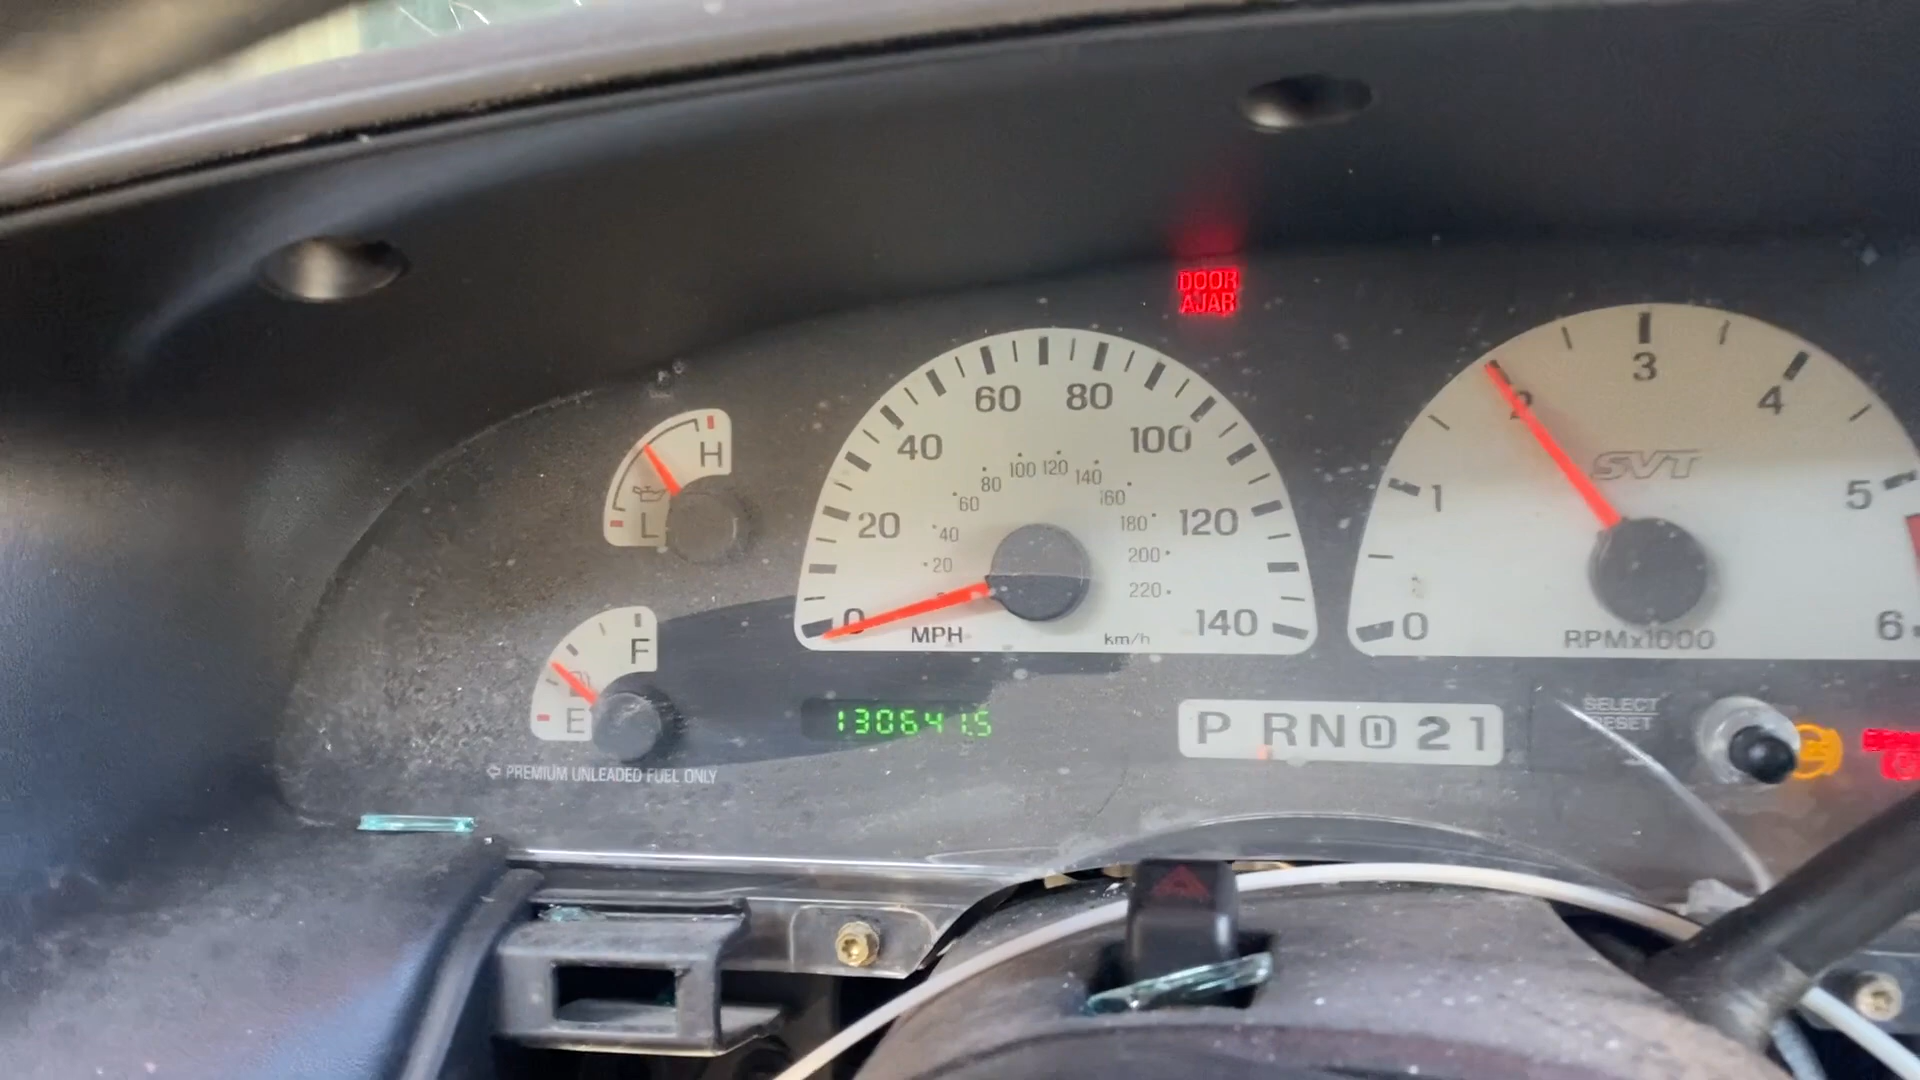 DOOR
AJAR
H
L
F
E
PREMIUM UNLEADED FUEL ONLY
0 20 40 60 80 100 120 140
20 40 60 80 100 120 140 160 180 200 220
MPH km/h
130641.5
P R N D 2 1
0 1 2 3 4 5 6
SVT
RPMx1000
SELECT
RESET